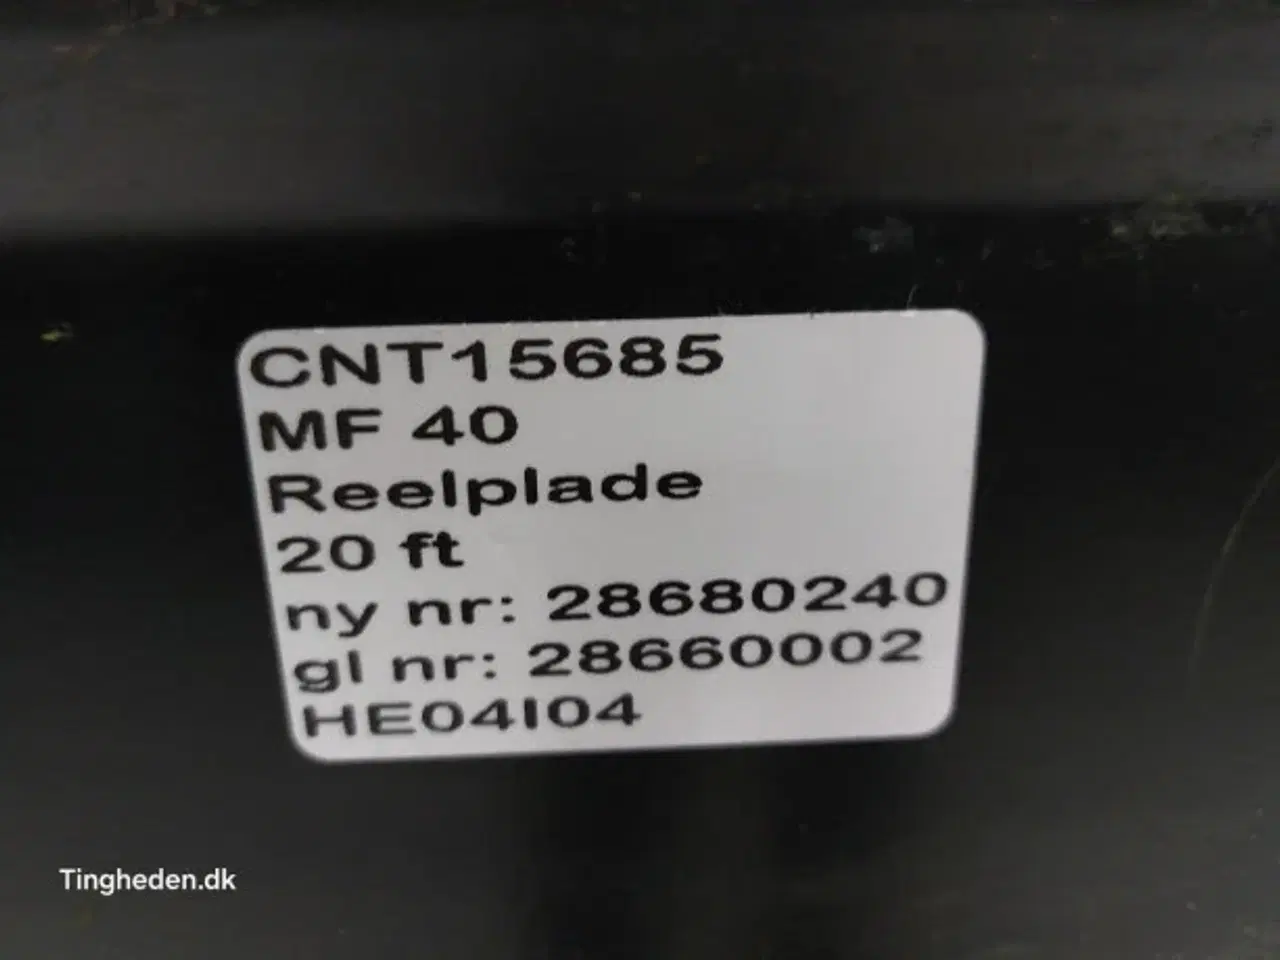 CNT15685
MF 40
Reelplade
20 ft
ny nr: 28680240
gl nr: 28660002
HE04I04
Tingheden.dk